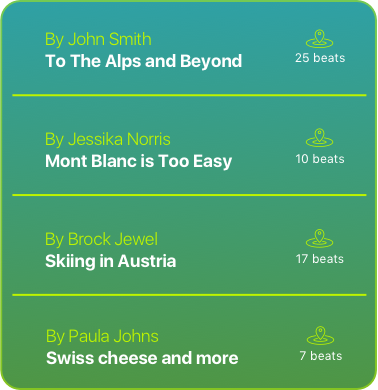 By John Smith
To The Alps and Beyond
25 beats
By Jessika Norris
Mont Blanc is Too Easy
10 beats
By Brock Jewel
Skiing in Austria
17 beats
By Paula Johns
Swiss cheese and more
7 beats